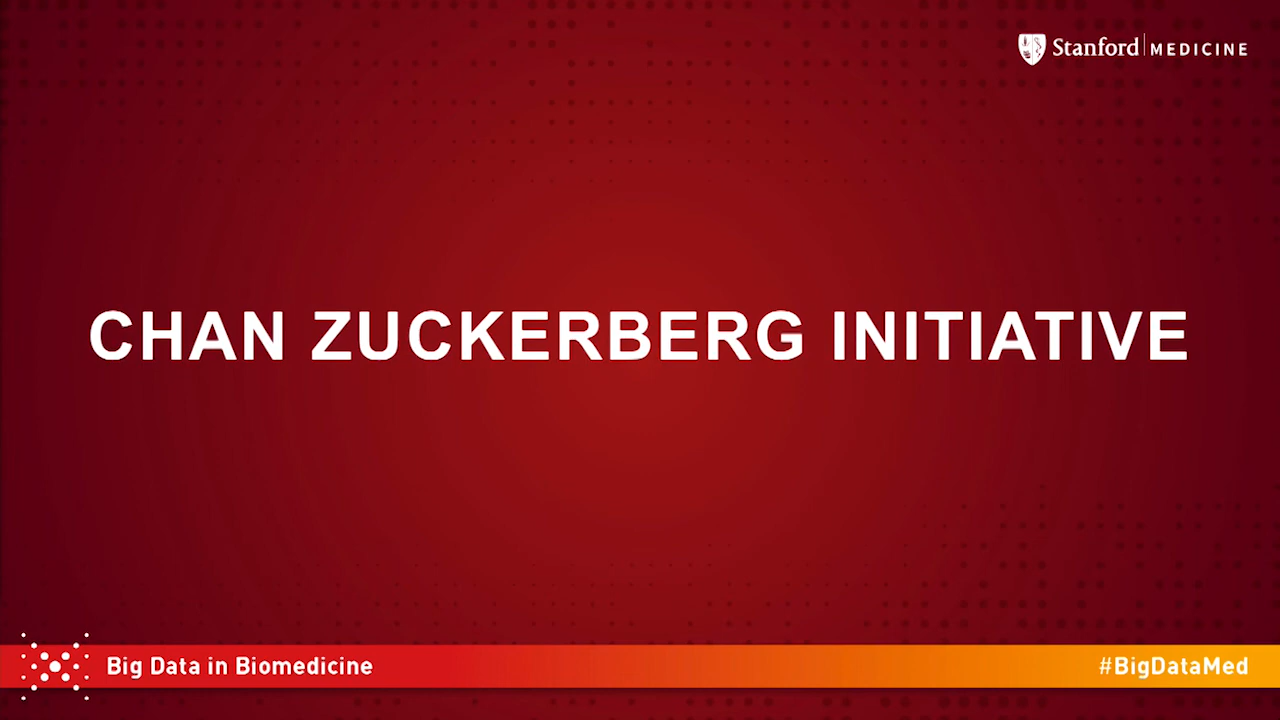 Stanford MEDICINE
CHAN ZUCKERBERG INITIATIVE
Big Data in Biomedicine
#BigDataMed